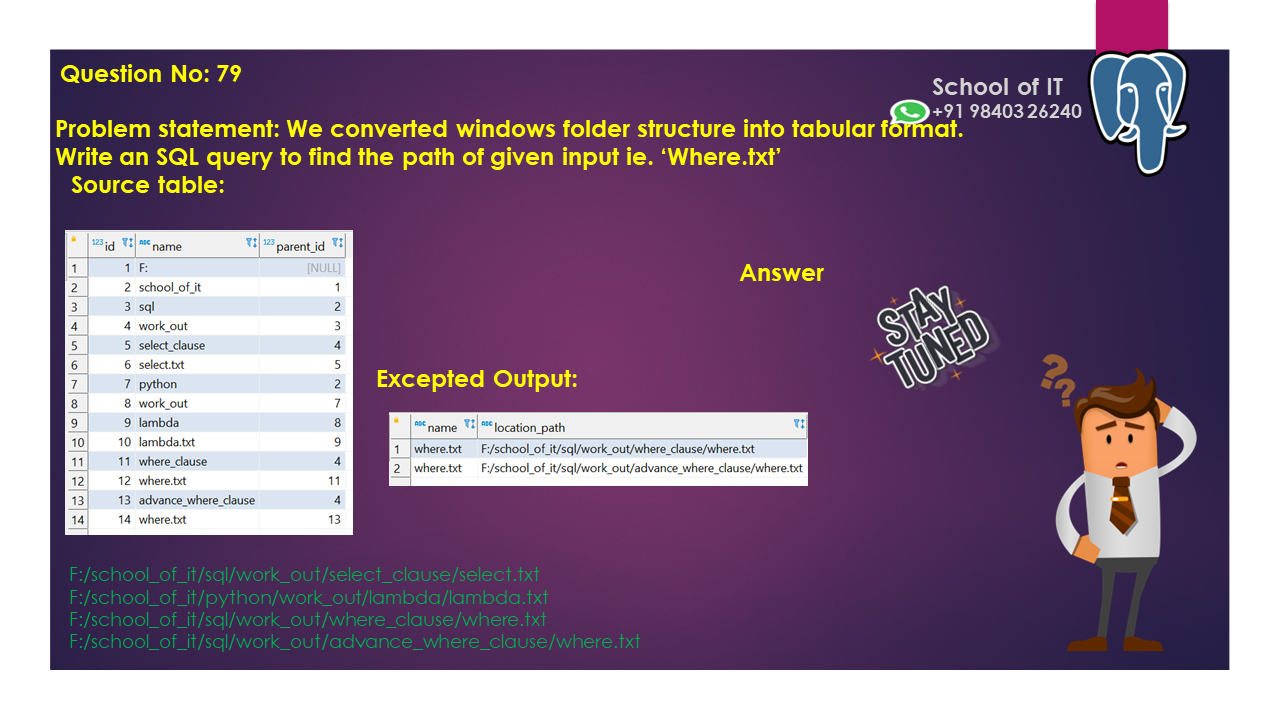 Question No: 79
School of IT
+91 98403 26240
Problem statement: We converted windows folder structure into tabular format.
Write an SQL query to find the path of given input ie. ‘Where.txt’
Source table:
123 id ABC name 123 parent_id
1 1 F: [NULL]
2 2 school_of_it 1
3 3 sql 2
4 4 work_out 3
5 5 select_clause 4
6 6 select.txt 5
7 7 python 2
8 8 work_out 7
9 9 lambda 8
10 10 lambda.txt 9
11 11 where_clause 4
12 12 where.txt 11
13 13 advance_where_clause 4
14 14 where.txt 13
Answer
STAY
TUNED
Excepted Output:
ABC name ABC location_path
1 where.txt F:/school_of_it/sql/work_out/where_clause/where.txt
2 where.txt F:/school_of_it/sql/work_out/advance_where_clause/where.txt
???
F:/school_of_it/sql/work_out/select_clause/select.txt
F:/school_of_it/python/work_out/lambda/lambda.txt
F:/school_of_it/sql/work_out/where_clause/where.txt
F:/school_of_it/sql/work_out/advance_where_clause/where.txt